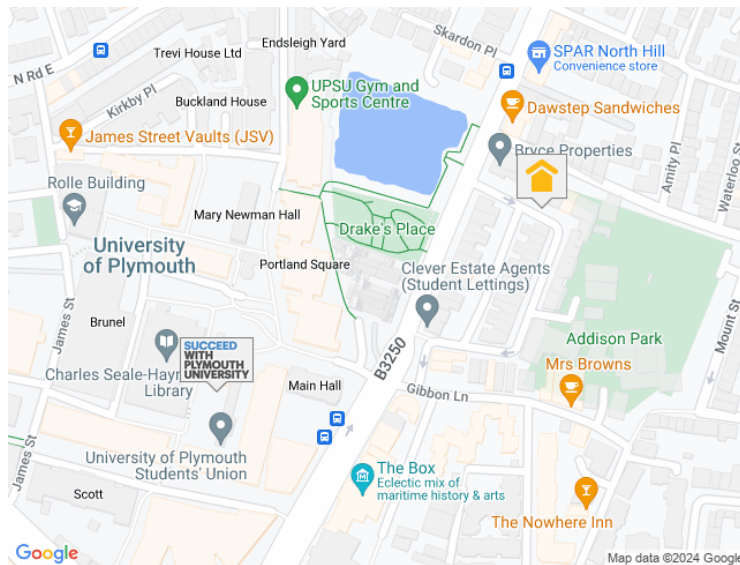 Endsleigh Yard
Skardon Pl
Trevi House Ltd
SPAR North Hill
Convenience store
N Rd E
Kirkby Pl
Buckland House
UPSU Gym and
Sports Centre
Dawstep Sandwiches
James Street Vaults (JSV)
Bryce Properties
Amity Pl
Waterloo St
Rolle Building
Mary Newman Hall
Drake's Place
University
of Plymouth
Portland Square
Clever Estate Agents
(Student Lettings)
James St
Brunel
Mount St
Addison Park
B3250
SUCCEED
WITH
PLYMOUTH
UNIVERSITY
Charles Seale-Hayn
Library
Main Hall
Mrs Browns
Gibbon Ln
James St
University of Plymouth
Students' Union
The Box
Eclectic mix of
maritime history & arts
Scott
The Nowhere Inn
Google
Map data ©2024 Google